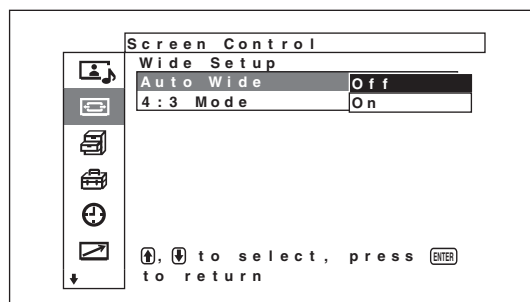 Screen Control
Wide Setup
Auto Wide Off
4:3 Mode On
, to select, press ENTER
to return